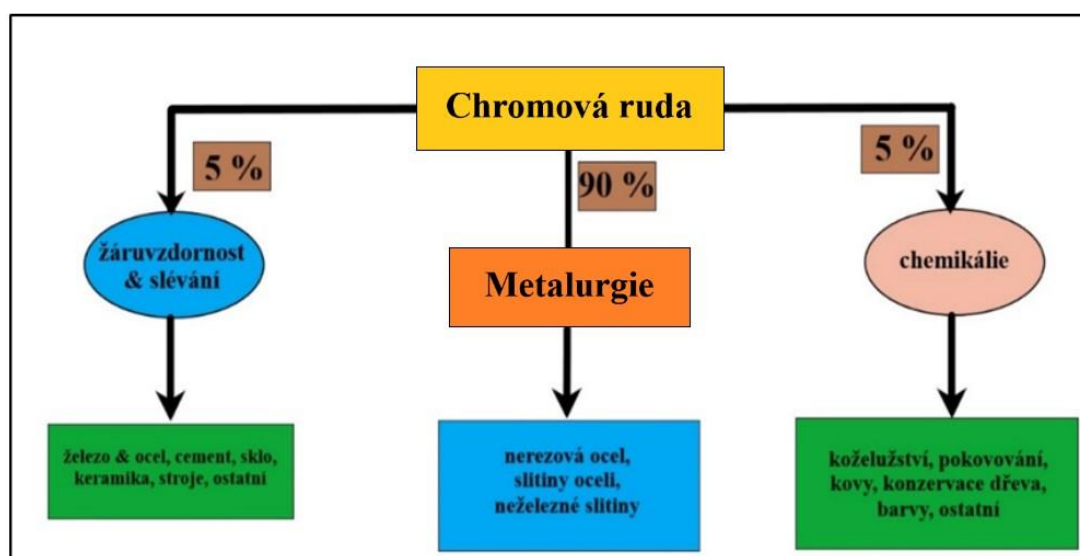 Chromová ruda
5 %
90 %
5 %
žáruvzdornost
& slévání
Metalurgie
chemikálie
železo & ocel, cement, sklo,
keramika, stroje, ostatní
nerezová ocel,
slitiny oceli,
neželezné slitiny
koželužství, pokovování,
kovy, konzervace dřeva,
barvy, ostatní